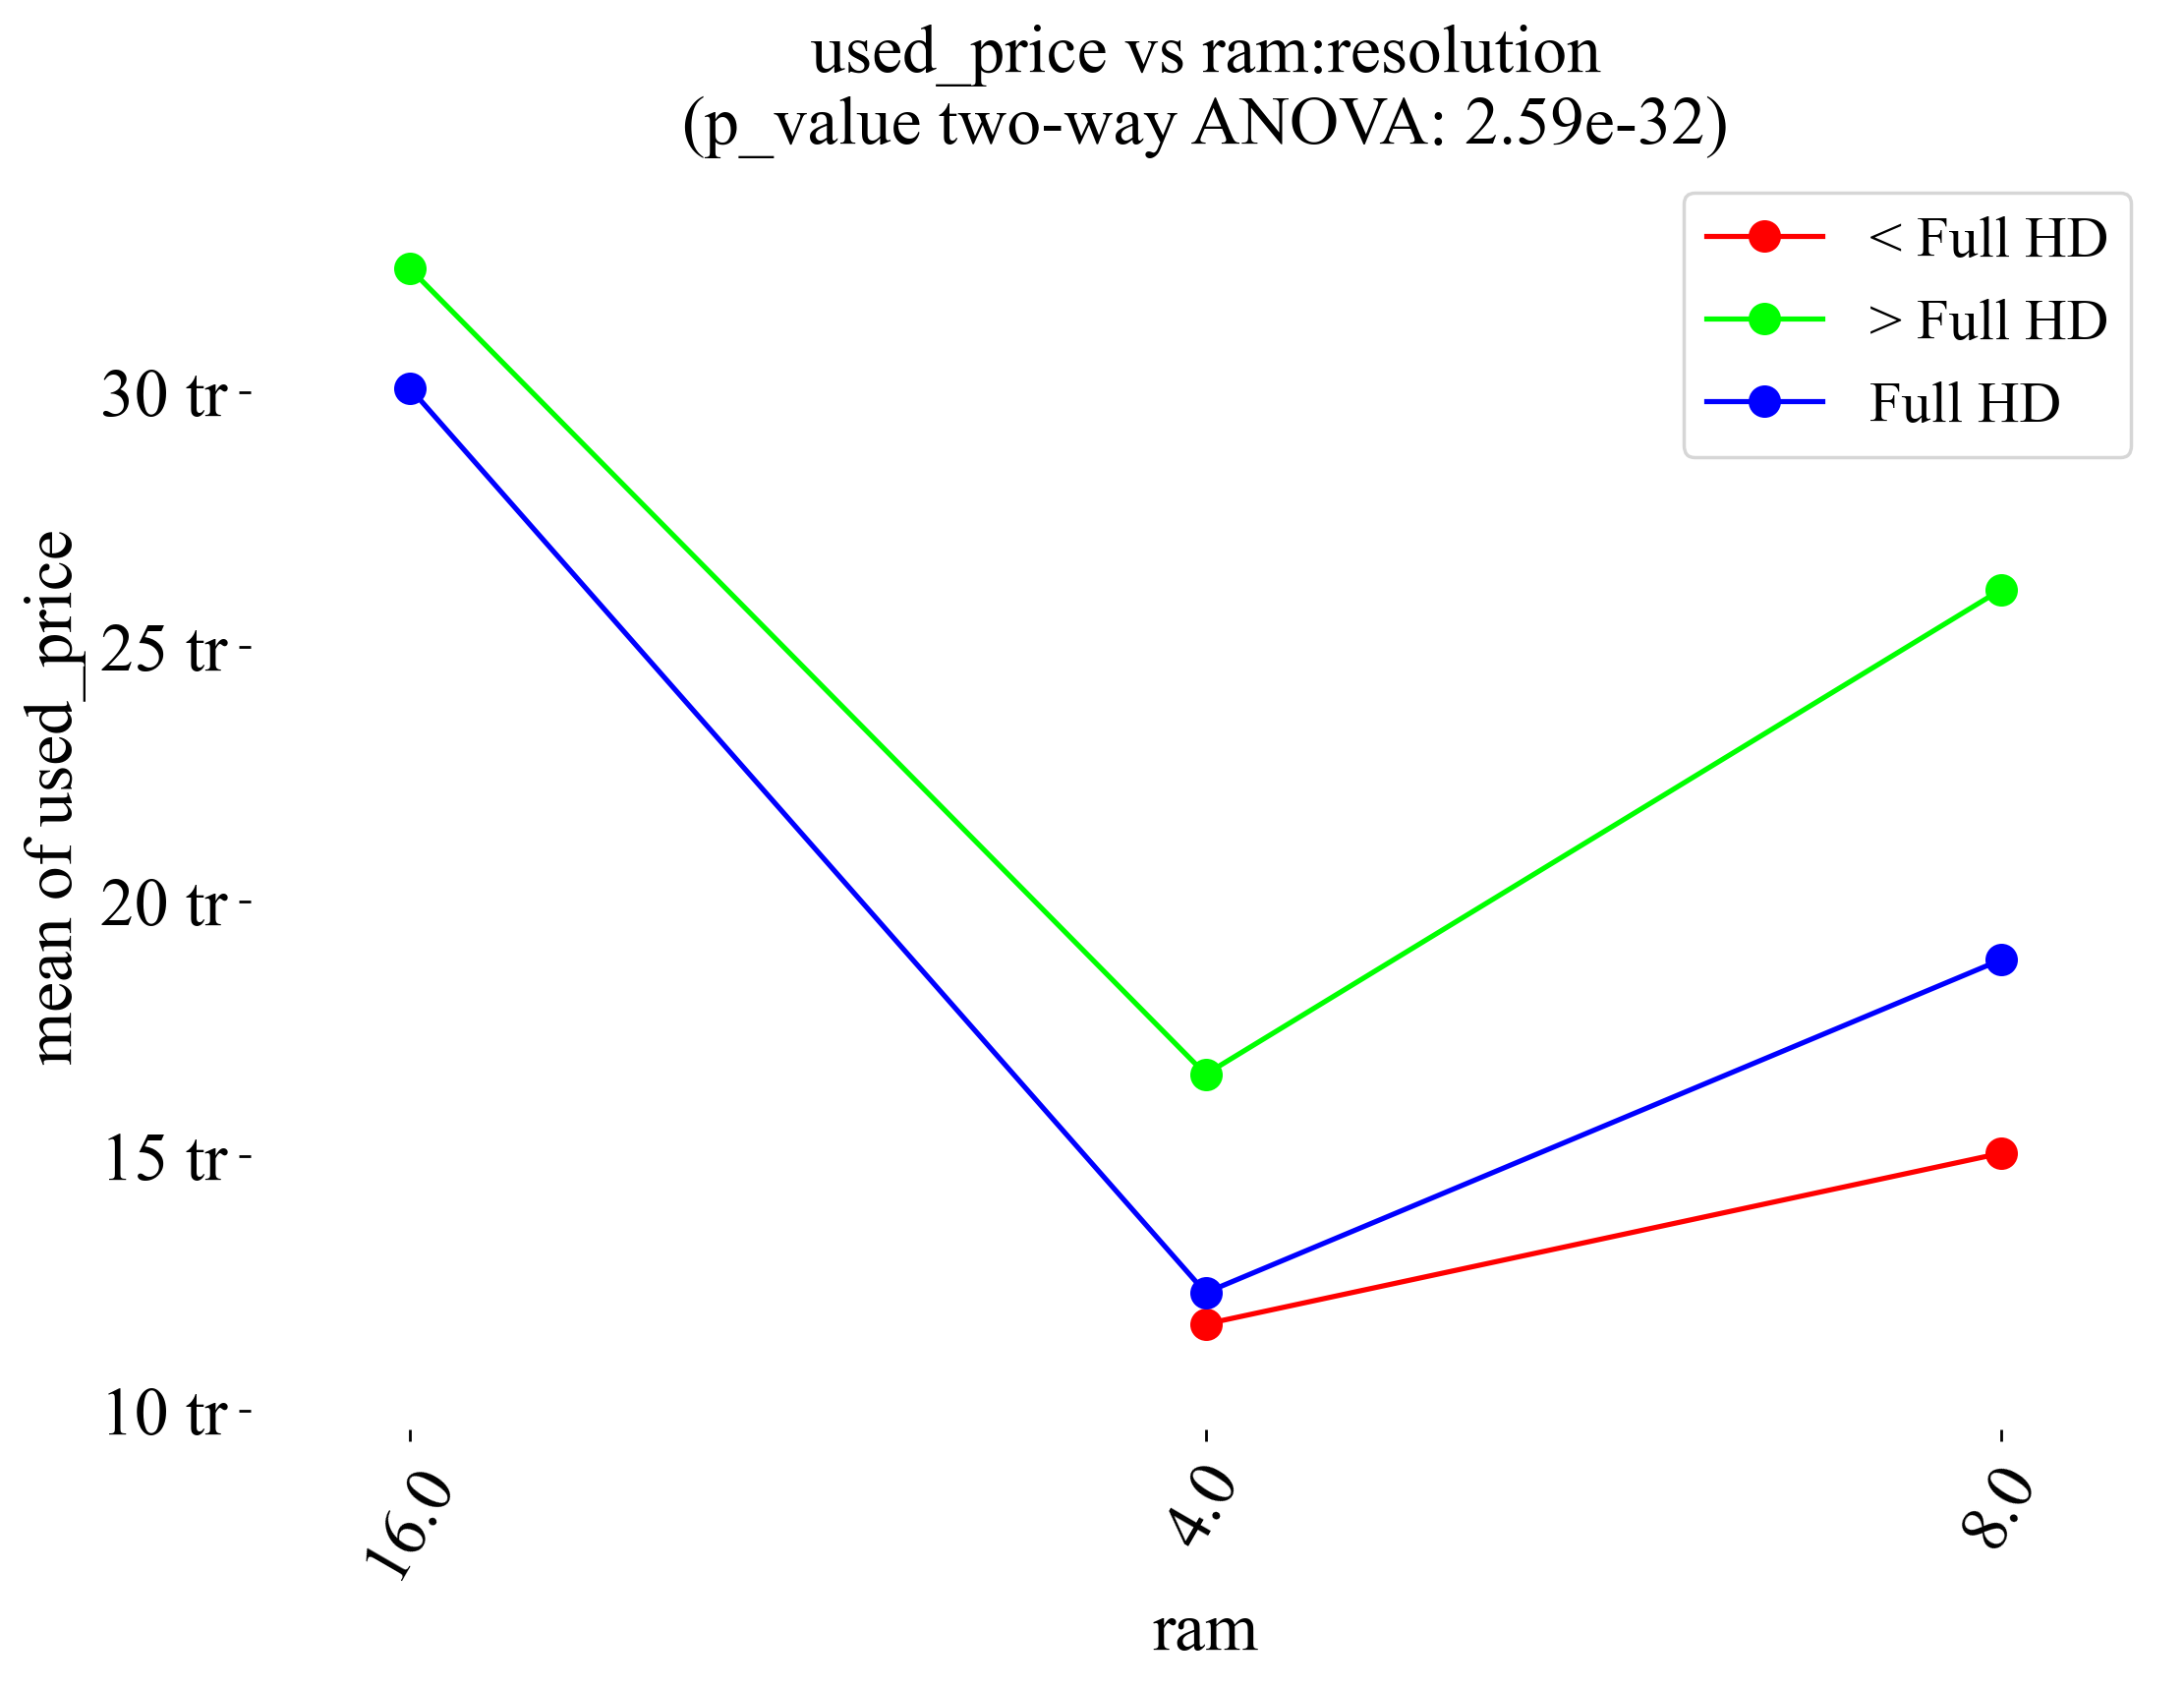 used_price vs ram:resolution
(p_value two-way ANOVA: 2.59e-32)
< Full HD
> Full HD
Full HD
mean of used_price
30 tr
25 tr
20 tr
15 tr
10 tr
16.0
4.0
8.0
ram